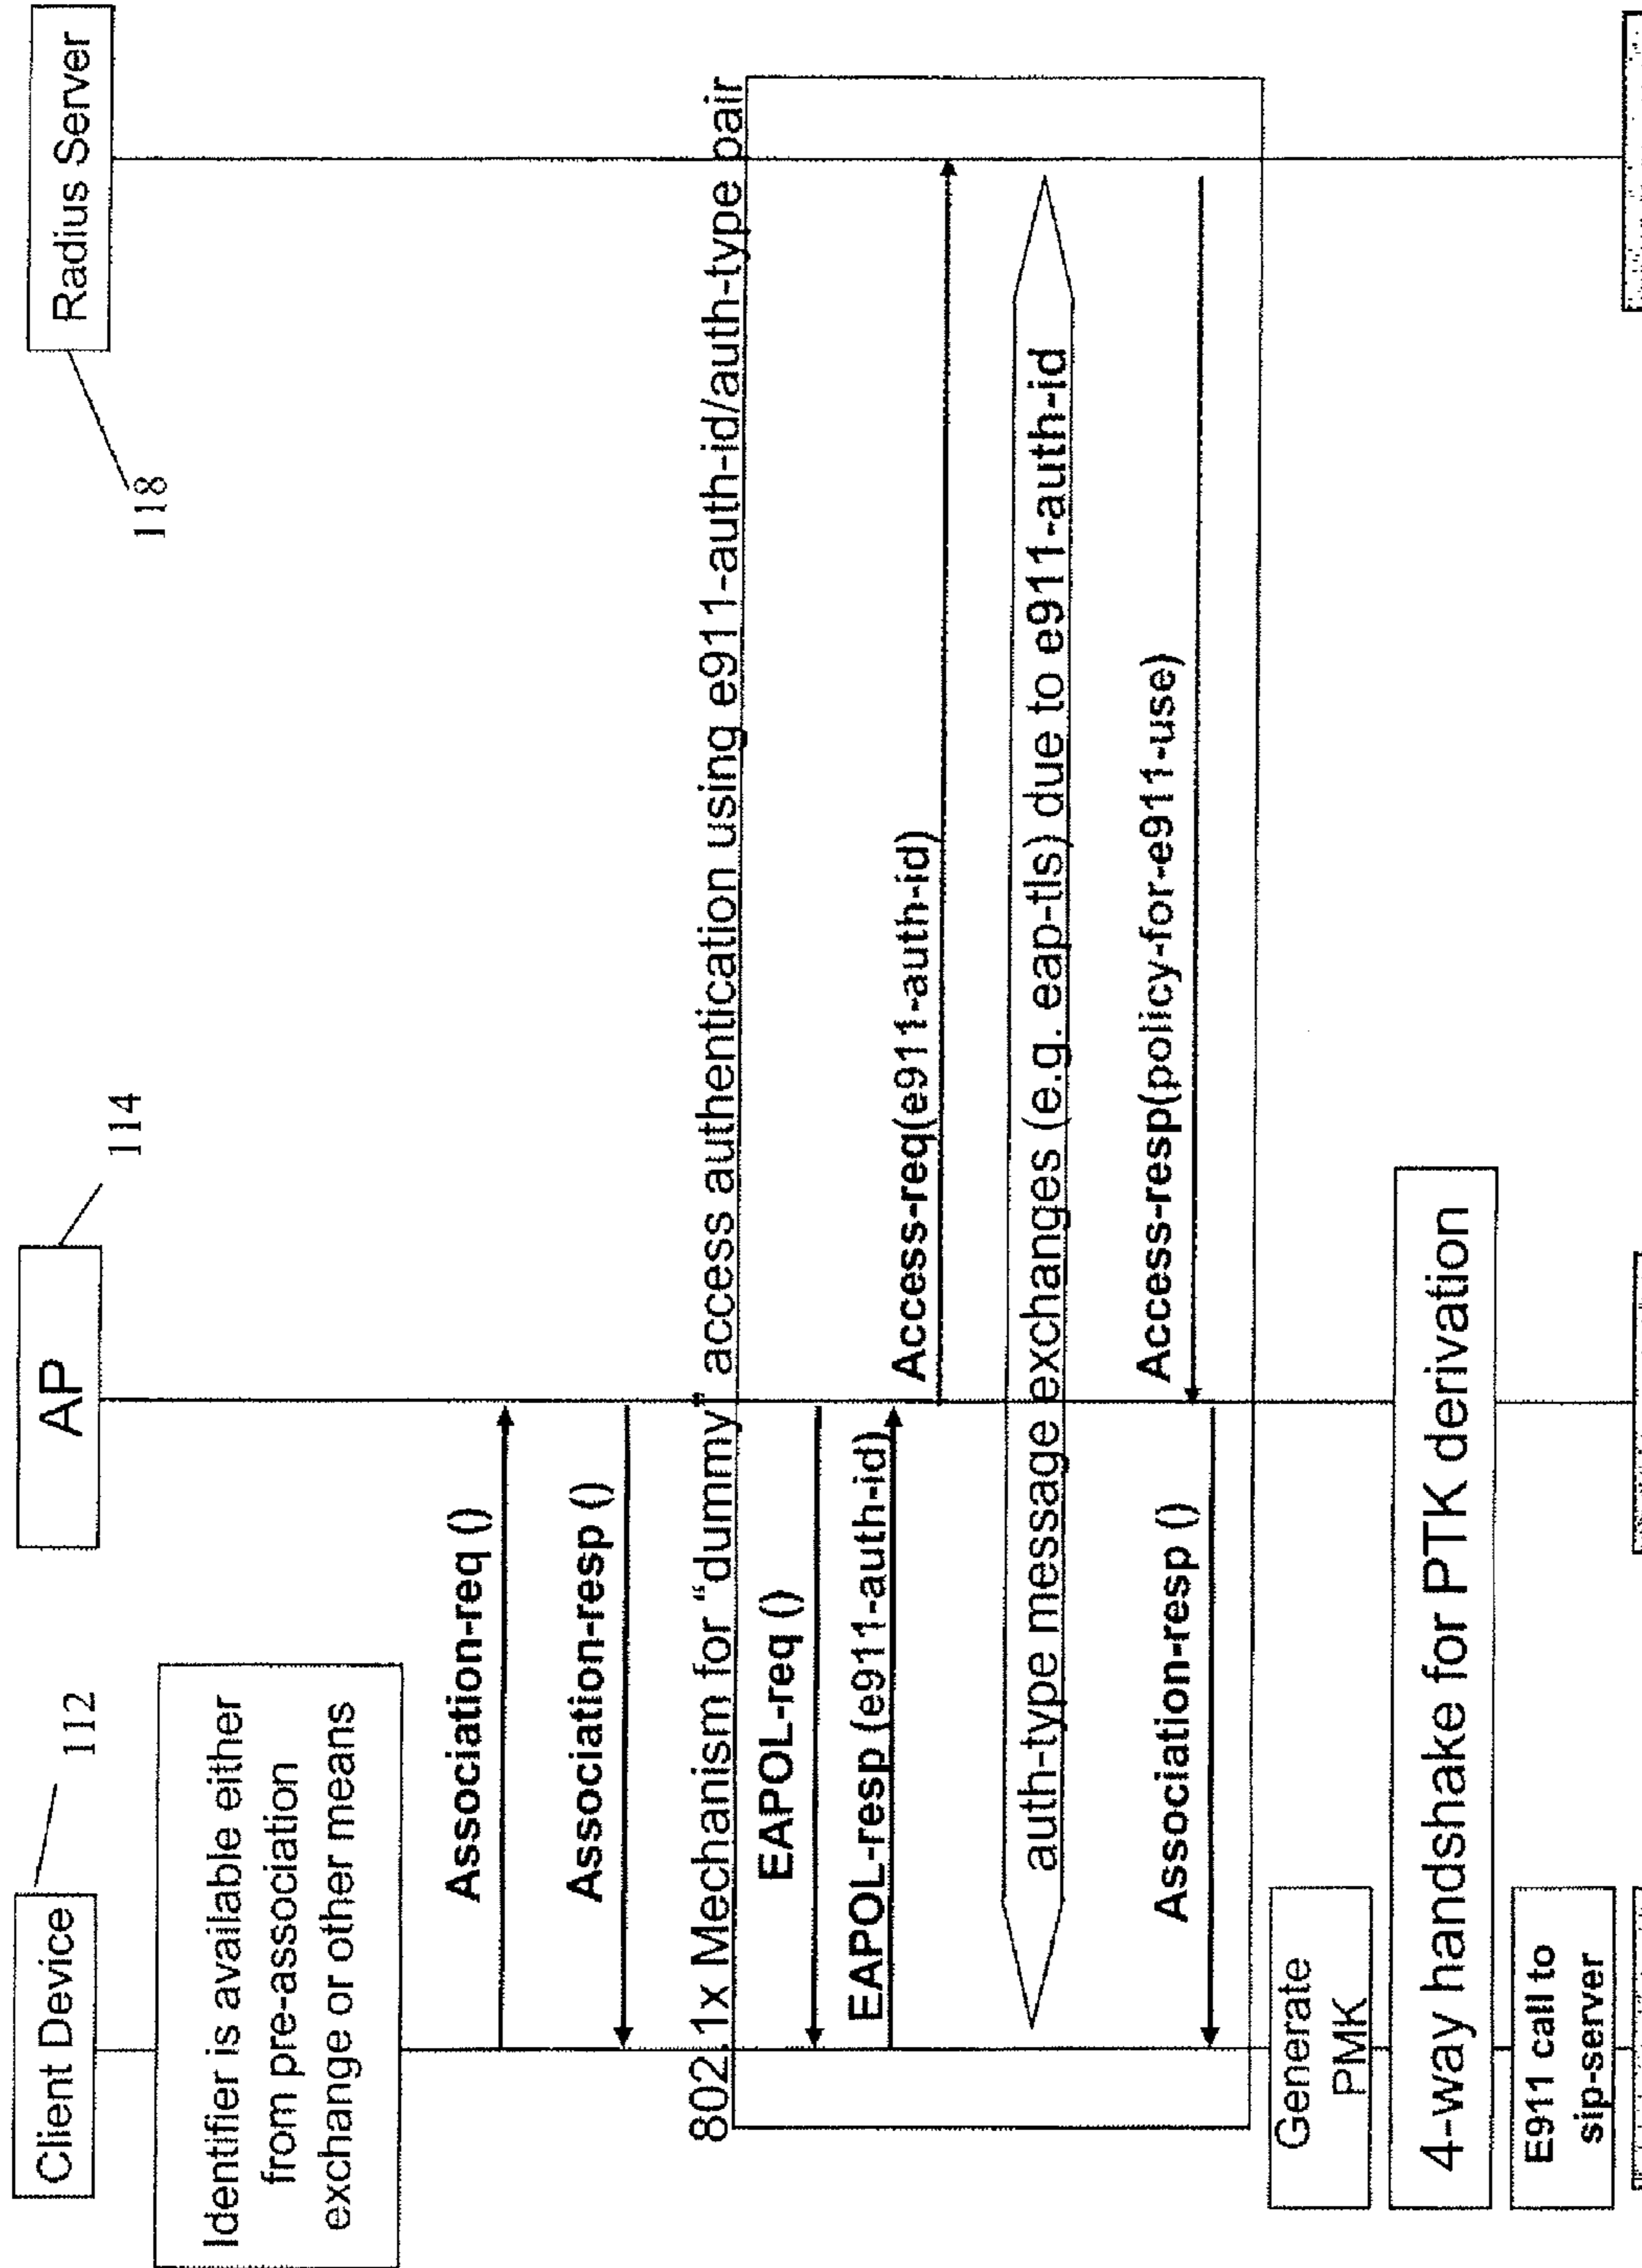 Client Device
112
AP
114
Radius Server
118
Identifier is available either
from pre-association
exchange or other means
Association-req ()
Association-resp ()
802.1x Mechanism for “dummy” access authentication using e911-auth-id/auth-type pair
EAPOL-req ()
EAPOL-resp (e911-auth-id)
Access-req(e911-auth-id)
auth-type message exchanges (e.g. eap-tls) due to e911-auth-id
Access-resp(policy-for-e911-use)
Association-resp ()
Generate
PMK
4-way handshake for PTK derivation
E911 call to
sip-server